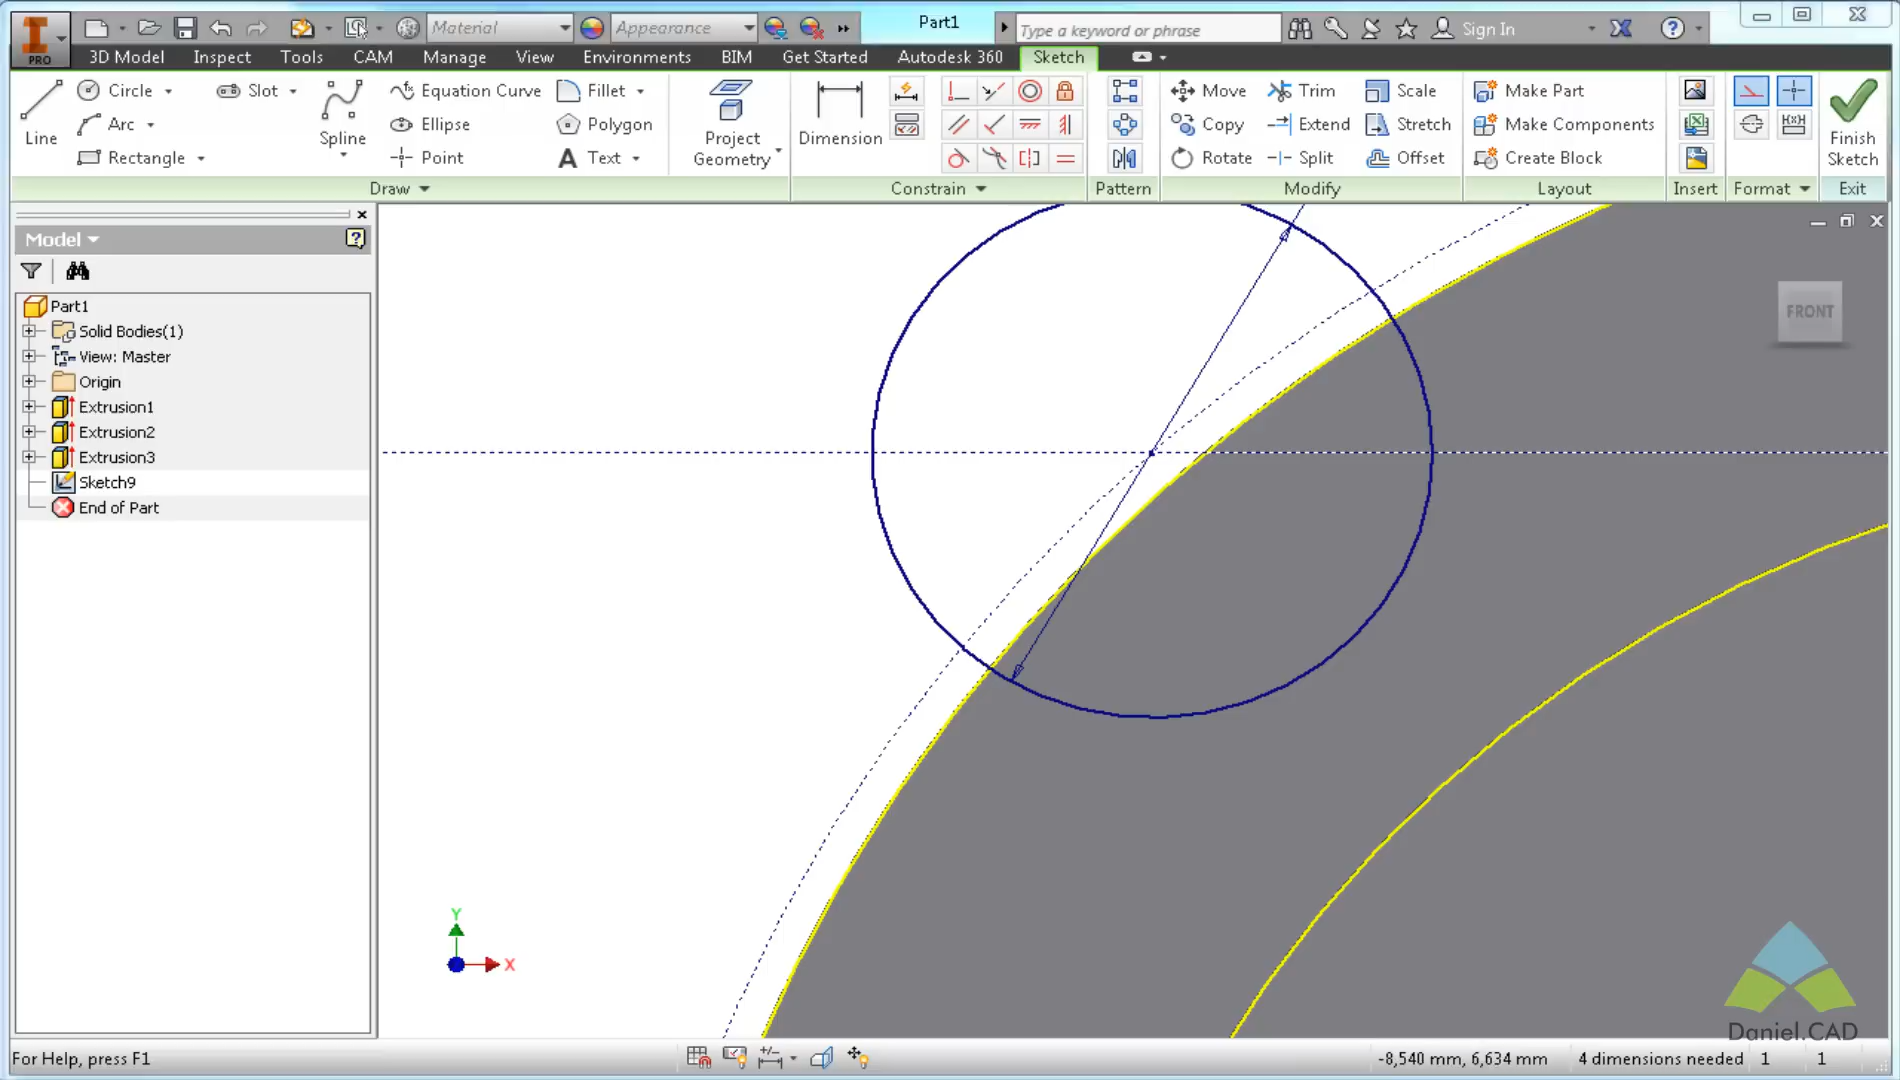 Material
Appearance
Part1
Type a keyword or phrase
Sign In
PRO
3D Model
Inspect
Tools
CAM
Manage
View
Environments
BIM
Get Started
Autodesk 360
Sketch
Line
Circle
Arc
Rectangle
Slot
Spline
Equation Curve
Ellipse
Point
Fillet
Polygon
Text
Project
Geometry
Dimension
Move
Copy
Rotate
Trim
Extend
Split
Scale
Stretch
Offset
Make Part
Make Components
Create Block
Finish
Sketch
Draw
Constrain
Pattern
Modify
Layout
Insert
Format
Exit
Model
Part1
Solid Bodies(1)
View: Master
Origin
Extrusion1
Extrusion2
Extrusion3
Sketch9
End of Part
FRONT
Y
X
Daniel.CAD
For Help, press F1
-8,540 mm, 6,634 mm
4 dimensions needed
1
1